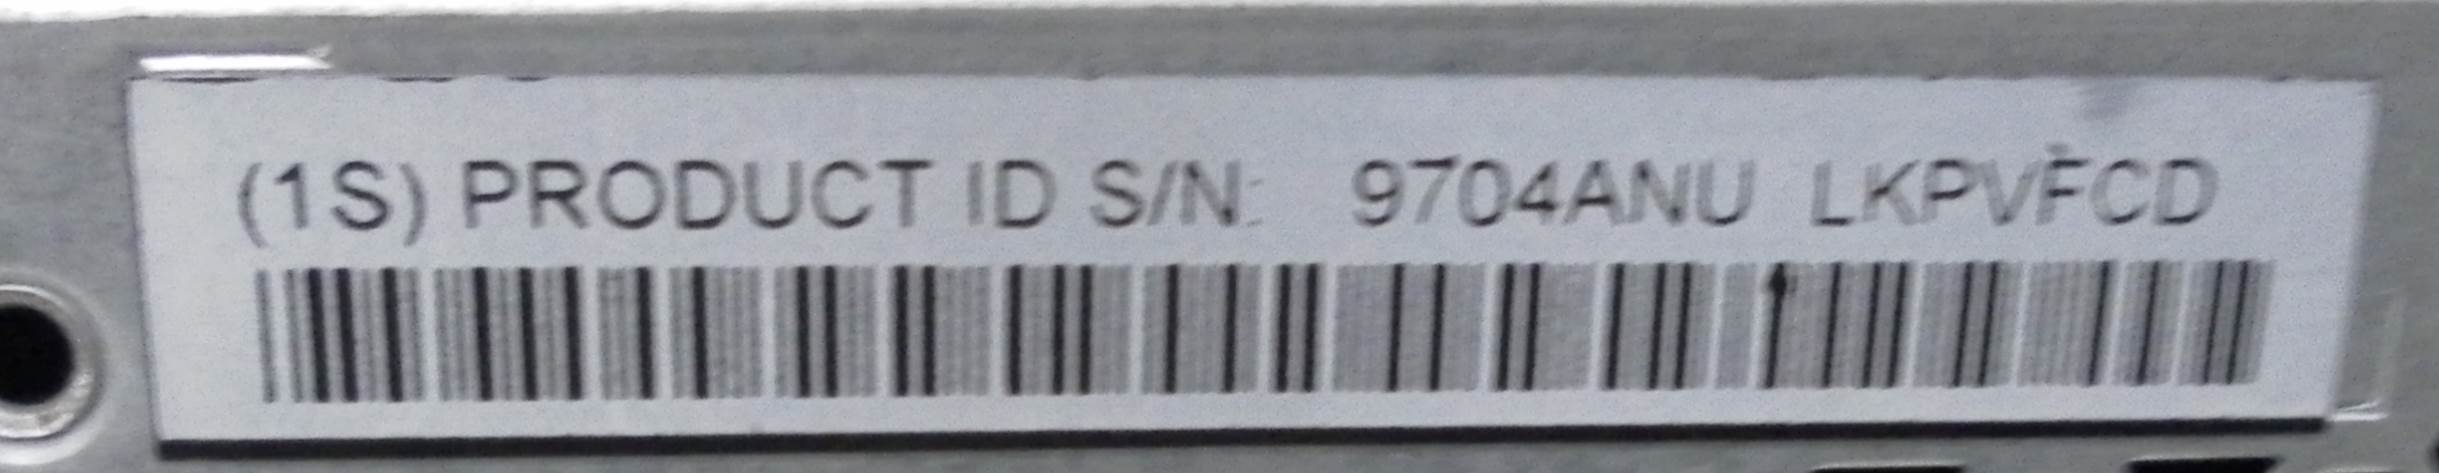 (1S) PRODUCT ID S/N: 9704ANU LKPVFCD